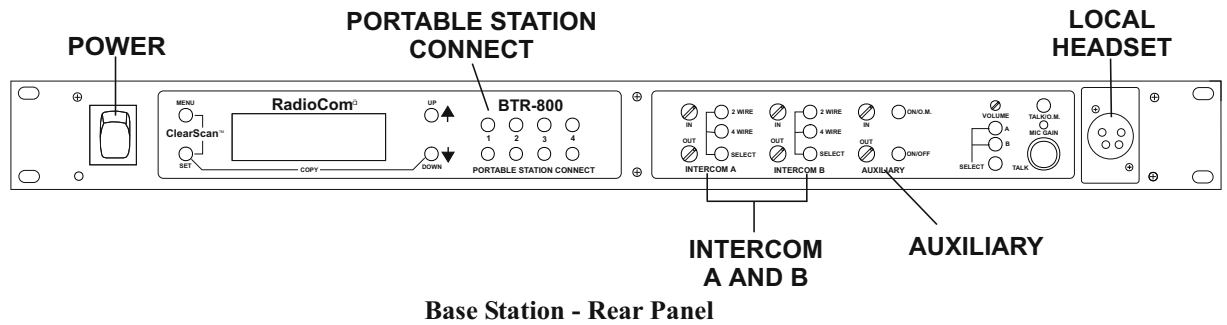 PORTABLE STATION
CONNECT
POWER
LOCAL
HEADSET
MENU
ClearScan™
SET
RadioComΩ
COPY
UP
DOWN
BTR-800
1 2 3 4
PORTABLE STATION CONNECT
IN
OUT
2 WIRE
4 WIRE
SELECT
INTERCOM A
IN
OUT
2 WIRE
4 WIRE
SELECT
INTERCOM B
IN
OUT
ON/O.M.
ON/OFF
AUXILIARY
VOLUME
A
B
SELECT
TALK/O.M.
MIC GAIN
TALK
INTERCOM
A AND B
AUXILIARY
Base Station - Rear Panel